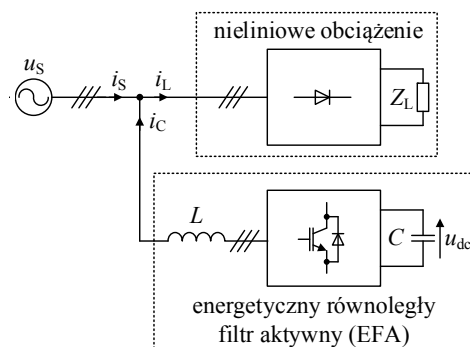 nieliniowe obciążenie
u_S
i_S
i_L
Z_L
i_C
L
C
u_dc
energetyczny równoległy
filtr aktywny (EFA)